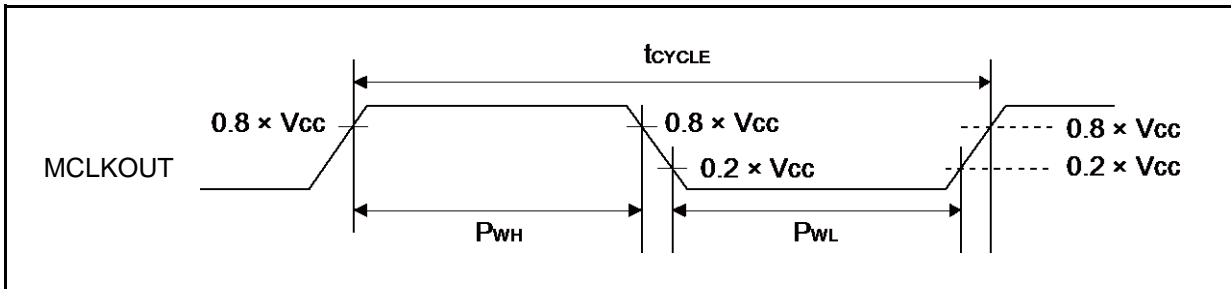 tCYCLE
0.8 × Vcc
0.8 × Vcc
0.8 × Vcc
MCLKOUT
0.2 × Vcc
0.2 × Vcc
PWH
PWL